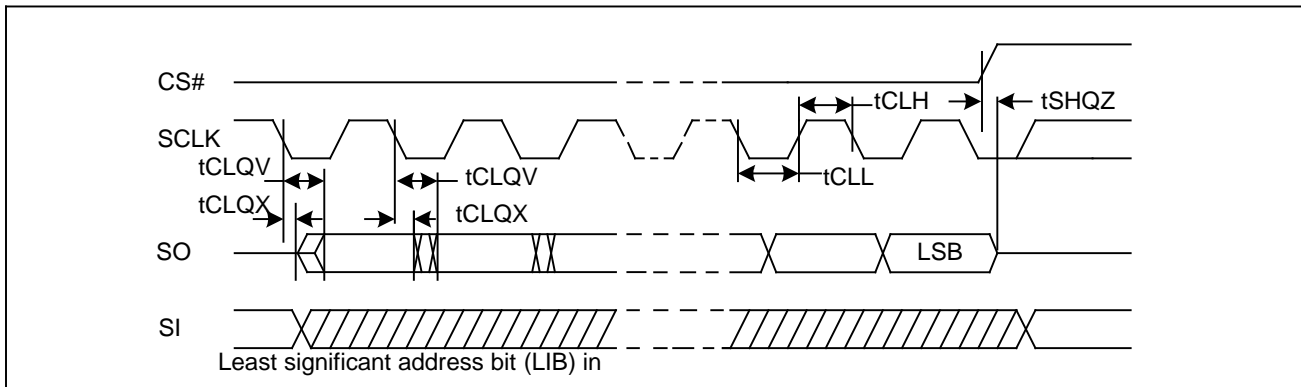 CS#
tCLH
tSHQZ
SCLK
tCLQV
tCLQV
tCLL
tCLQX
tCLQX
SO
LSB
SI
Least significant address bit (LIB) in